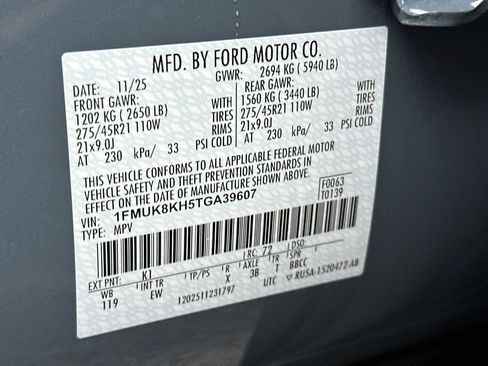 MFD. BY FORD MOTOR CO.
DATE: 11/25 GVWR: 2694 KG ( 5940 LB)
FRONT GAWR: REAR GAWR:
1202 KG ( 2650 LB) WITH 1560 KG ( 3440 LB) WITH
275/45R21 110W TIRES 275/45R21 110W TIRES
21x9.0J RIMS 21x9.0J RIMS
AT 230 kPa/ 33 PSI COLD AT 230 kPa/ 33 PSI COLD
THIS VEHICLE CONFORMS TO ALL APPLICABLE FEDERAL MOTOR
VEHICLE SAFETY AND THEFT PREVENTION STANDARDS IN
EFFECT ON THE DATE OF MANUFACTURE SHOWN ABOVE.
VIN: 1FMUK8KH5TGA39607 F0063
TYPE: MPV T0139
EXT PNT: K1 RC: 72 DSO:
WB INT TR TP/PS R AXLE TR SPR
119 EW X 3B T BBCC
1202511231797 UTC ▽ RU5A-1520472-AB